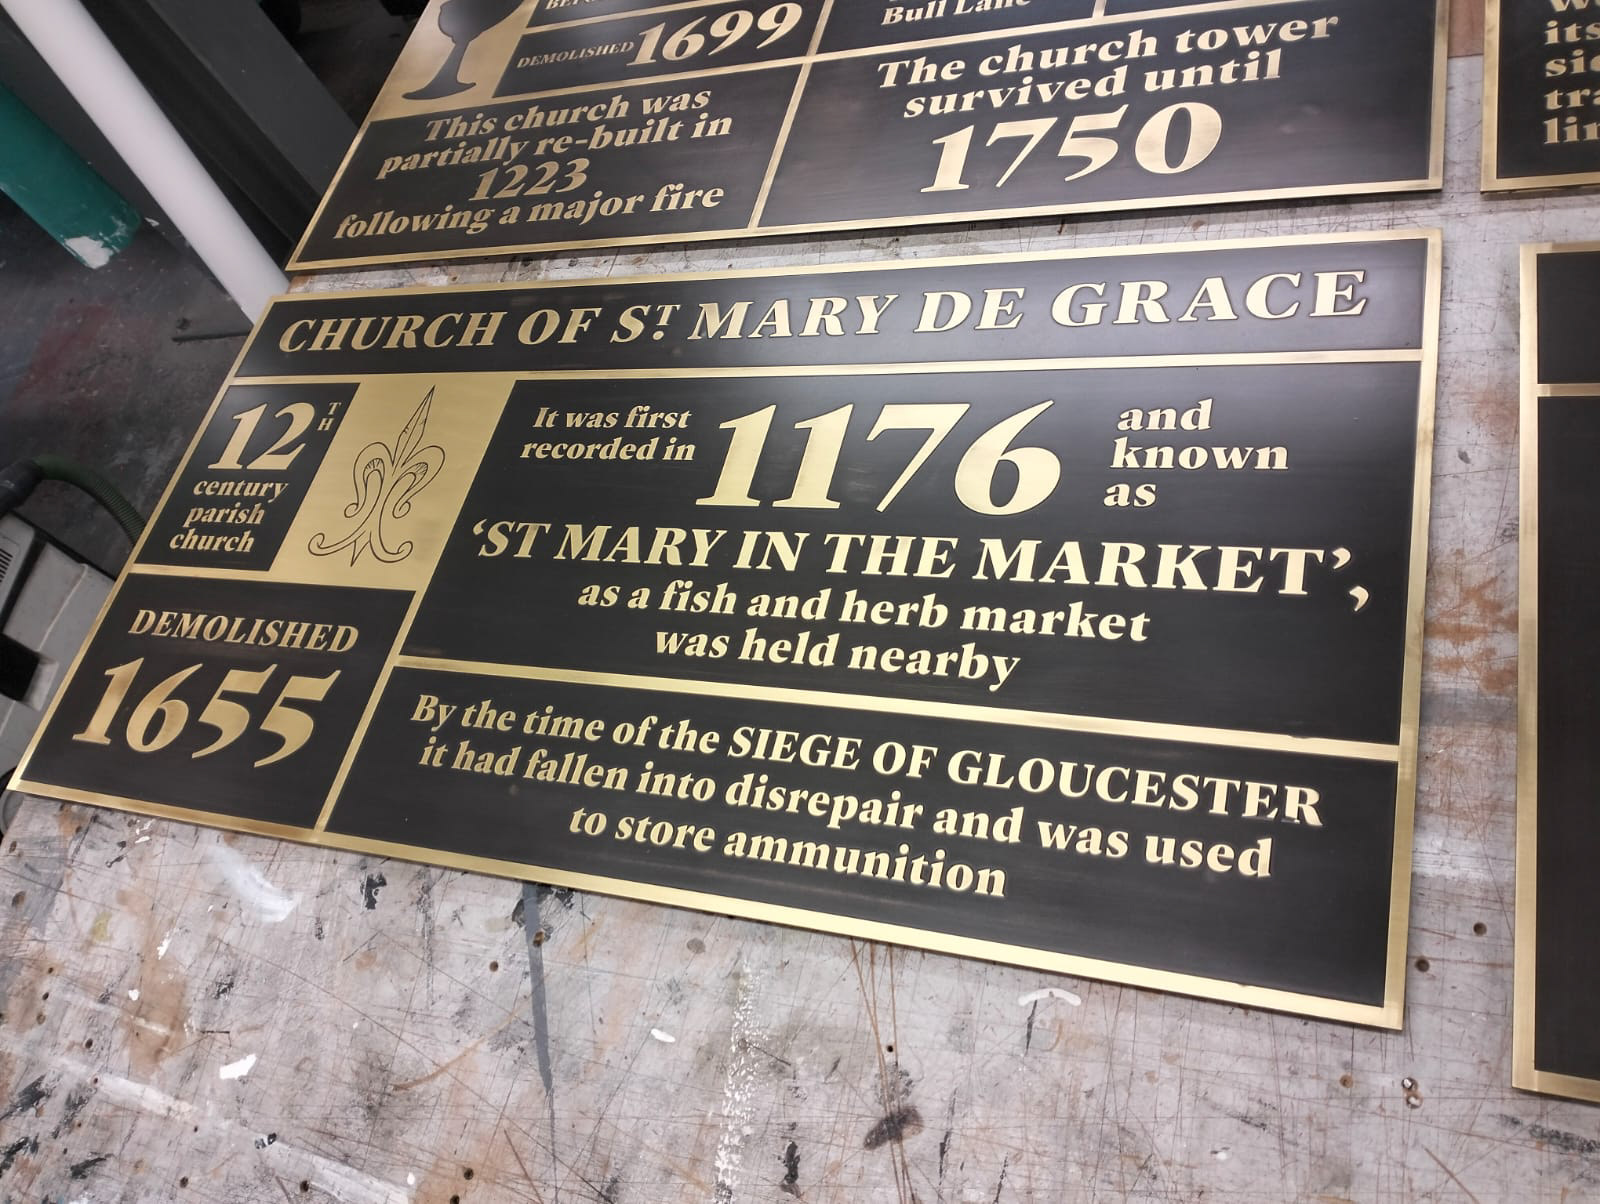 DEMOLISHED 1699
Bull Lane
This church was
partially re-built in
1223
following a major fire
The church tower
survived until
1750
its
CHURCH OF ST MARY DE GRACE
12TH
century
parish
church
DEMOLISHED
1655
It was first
recorded in
1176
and
known
as
‘ST MARY IN THE MARKET’,
as a fish and herb market
was held nearby
By the time of the SIEGE OF GLOUCESTER
it had fallen into disrepair and was used
to store ammunition